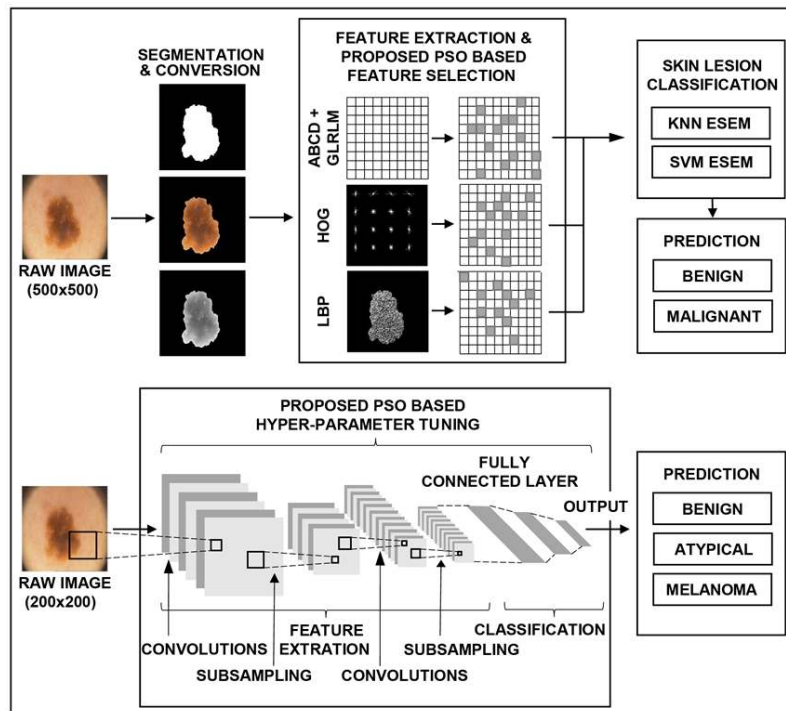 SEGMENTATION
& CONVERSION
RAW IMAGE
(500x500)
FEATURE EXTRACTION &
PROPOSED PSO BASED
FEATURE SELECTION
ABCD +
GLRLM
HOG
LBP
SKIN LESION
CLASSIFICATION
KNN ESEM
SVM ESEM
PREDICTION
BENIGN
MALIGNANT
PROPOSED PSO BASED
HYPER-PARAMETER TUNING
FULLY
CONNECTED LAYER
OUTPUT
RAW IMAGE
(200x200)
CONVOLUTIONS
SUBSAMPLING
FEATURE
EXTRATION
CONVOLUTIONS
SUBSAMPLING
CLASSIFICATION
PREDICTION
BENIGN
ATYPICAL
MELANOMA